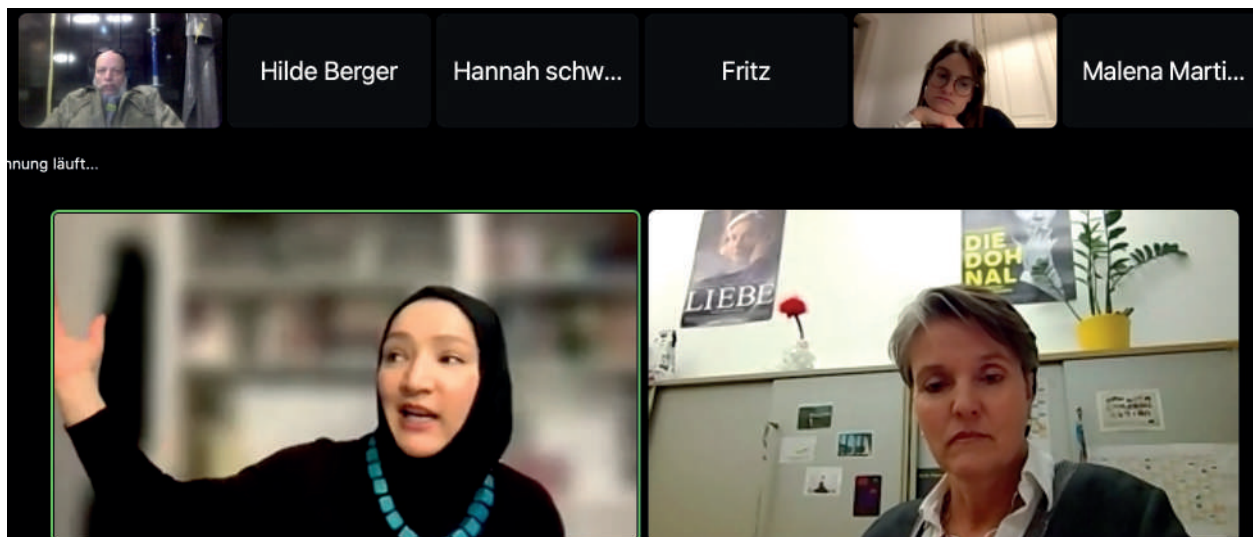 Hilde Berger
Hannah schw...
Fritz
Malena Marti...
nnung läuft...
LIEBE
DIE
DOH
NAL